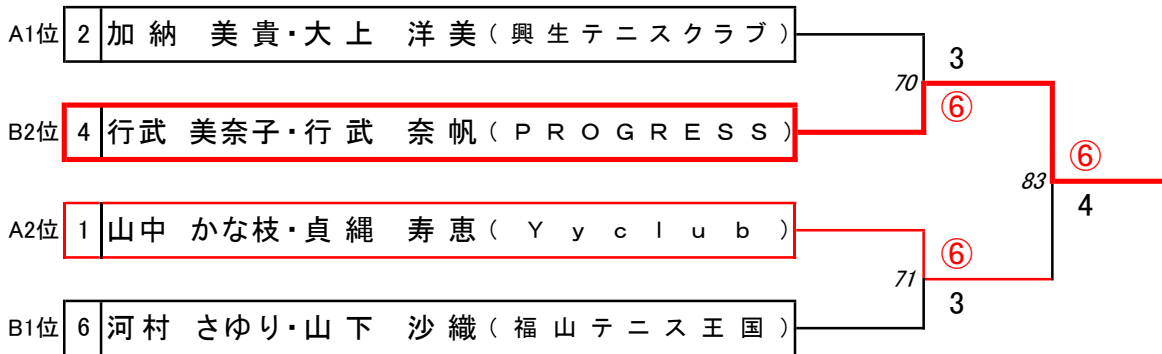 A1位 2 加納 美貴・大上 洋美(興生テニスクラブ)
3
70
⑥
B2位 4 行武 美奈子・行武 奈帆(PROGRESS)
⑥
83
4
A2位 1 山中 かな枝・貞縄 寿恵(Yyclub)
⑥
71
3
B1位 6 河村 さゆり・山下 沙織(福山テニス王国)